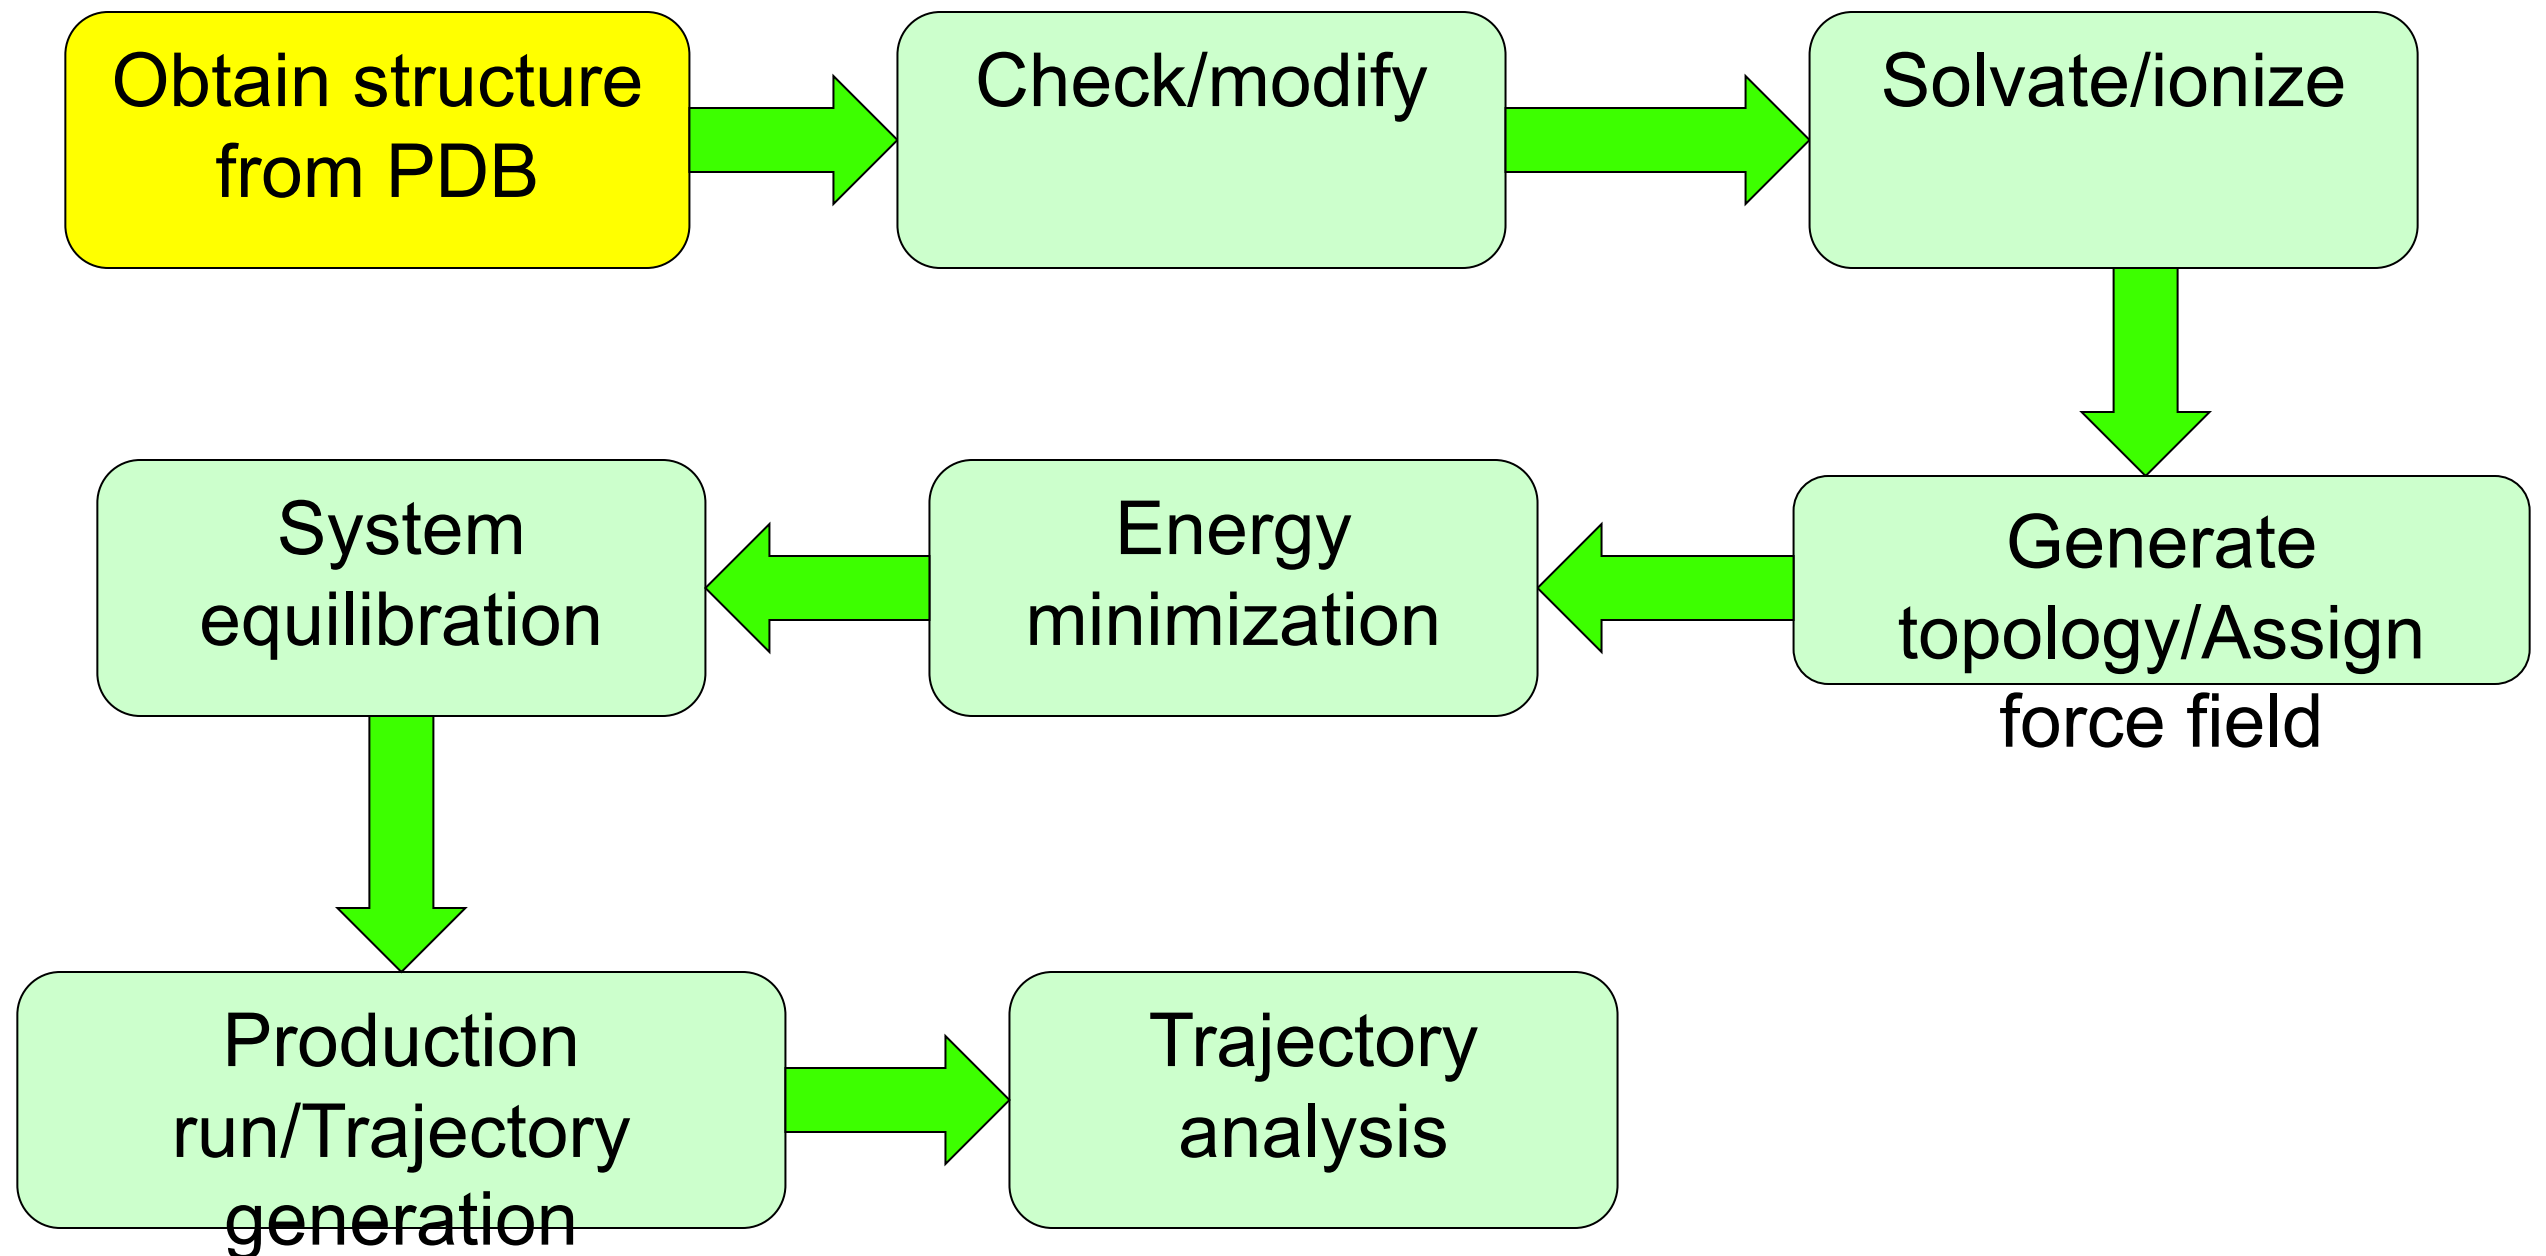 Obtain structure
from PDB
Check/modify
Solvate/ionize
Generate
topology/Assign
force field
Energy
minimization
System
equilibration
Production
run/Trajectory
generation
Trajectory
analysis